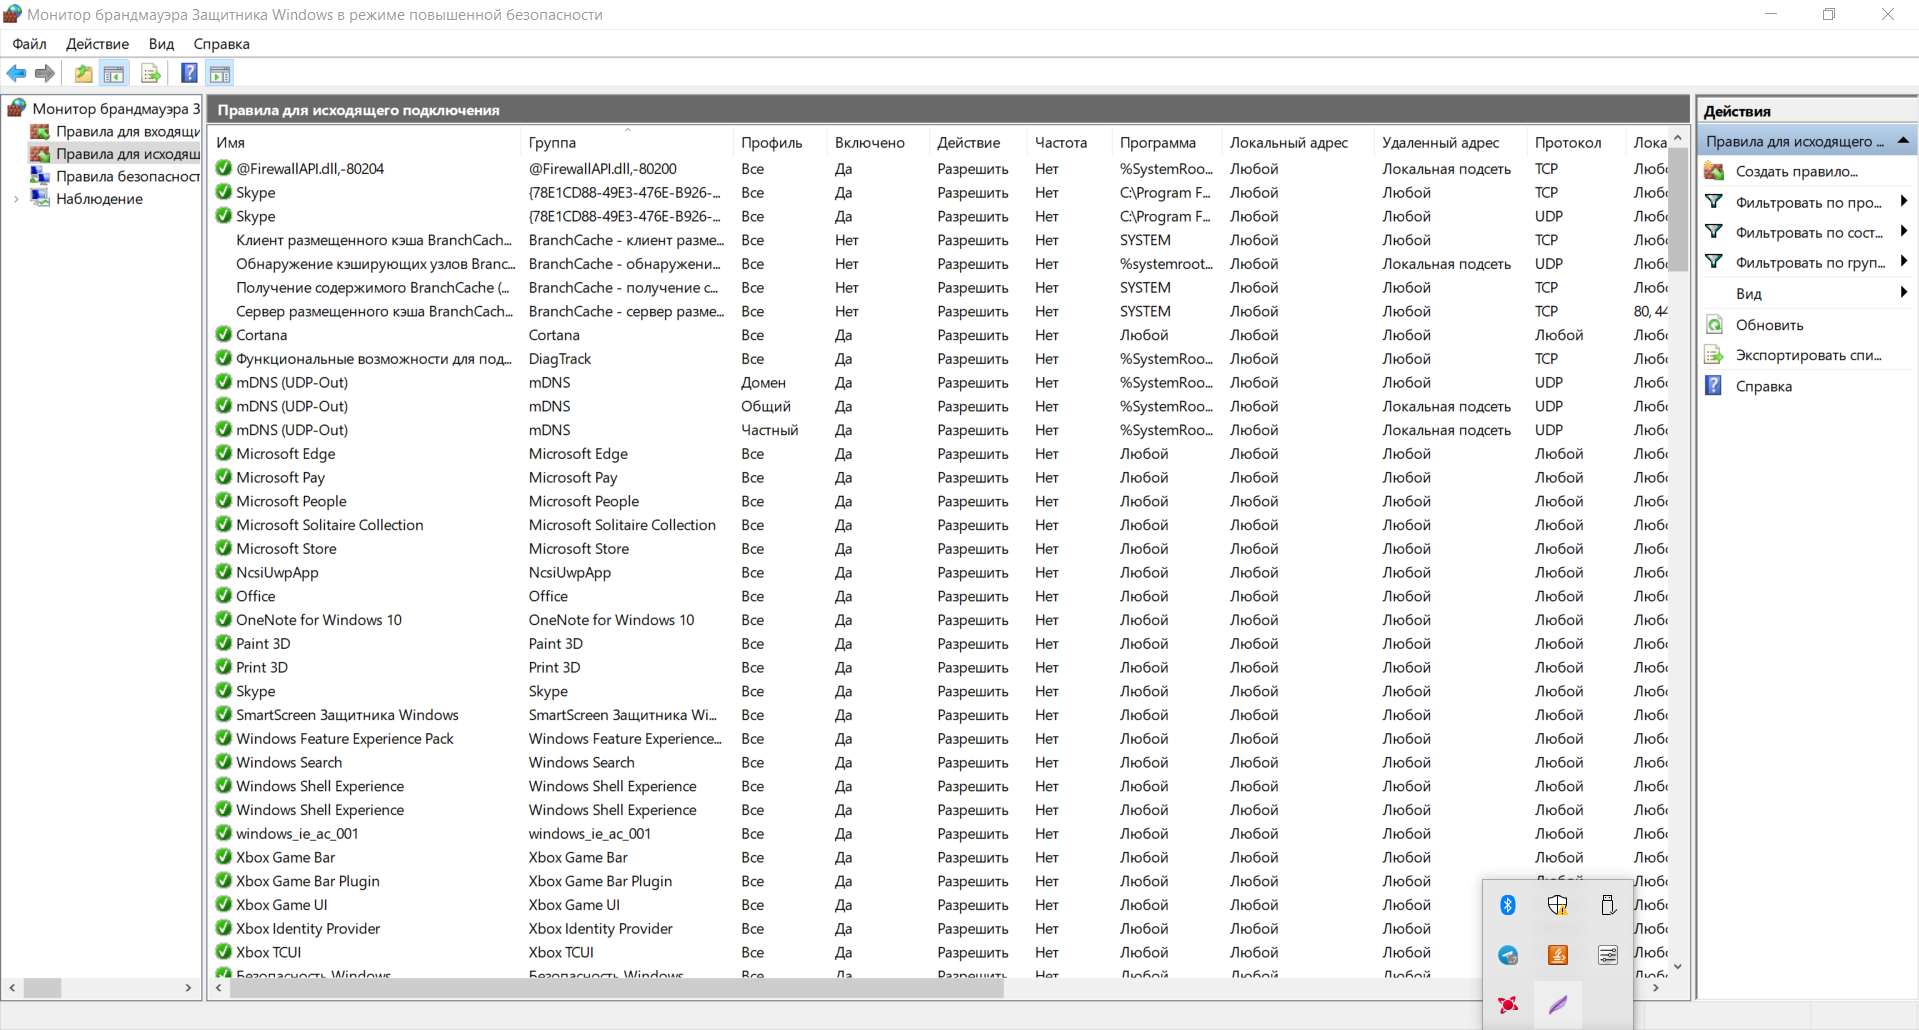 Монитор брандмауэра Защитника Windows в режиме повышенной безопасности
Файл Действие Вид Справка
Монитор брандмауэра З
Правила для входящи
Правила для исходящ
Правила безопасност
Наблюдение
Правила для исходящего подключения
Имя Группа Профиль Включено Действие Частота Программа Локальный адрес Удаленный адрес Протокол Лока
@FirewallAPI.dll,-80204 @FirewallAPI.dll,-80200 Все Да Разрешить Нет %SystemRoo... Любой Локальная подсеть TCP Любо
Skype {78E1CD88-49E3-476E-B926-... Все Да Разрешить Нет C:\Program F... Любой Любой TCP Любо
Skype {78E1CD88-49E3-476E-B926-... Все Да Разрешить Нет C:\Program F... Любой Любой UDP Любо
Клиент размещенного кэша BranchCach... BranchCache - клиент разме... Все Нет Разрешить Нет SYSTEM Любой Любой TCP Любо
Обнаружение кэширующих узлов Branc... BranchCache - обнаружени... Все Нет Разрешить Нет %systemroot... Любой Локальная подсеть UDP Любо
Получение содержимого BranchCache (... BranchCache - получение с... Все Нет Разрешить Нет SYSTEM Любой Любой TCP Любо
Сервер размещенного кэша BranchCach... BranchCache - сервер разме... Все Нет Разрешить Нет SYSTEM Любой Любой TCP 80, 44
Cortana Cortana Все Да Разрешить Нет Любой Любой Любой Любой Любо
Функциональные возможности для под... DiagTrack Все Да Разрешить Нет %SystemRoo... Любой Любой TCP Любо
mDNS (UDP-Out) mDNS Домен Да Разрешить Нет %SystemRoo... Любой Любой UDP Любо
mDNS (UDP-Out) mDNS Общий Да Разрешить Нет %SystemRoo... Любой Локальная подсеть UDP Любо
mDNS (UDP-Out) mDNS Частный Да Разрешить Нет %SystemRoo... Любой Локальная подсеть UDP Любо
Microsoft Edge Microsoft Edge Все Да Разрешить Нет Любой Любой Любой Любой Любо
Microsoft Pay Microsoft Pay Все Да Разрешить Нет Любой Любой Любой Любой Любо
Microsoft People Microsoft People Все Да Разрешить Нет Любой Любой Любой Любой Любо
Microsoft Solitaire Collection Microsoft Solitaire Collection Все Да Разрешить Нет Любой Любой Любой Любой Любо
Microsoft Store Microsoft Store Все Да Разрешить Нет Любой Любой Любой Любой Любо
NcsiUwpApp NcsiUwpApp Все Да Разрешить Нет Любой Любой Любой Любой Любо
Office Office Все Да Разрешить Нет Любой Любой Любой Любой Любо
OneNote for Windows 10 OneNote for Windows 10 Все Да Разрешить Нет Любой Любой Любой Любой Любо
Paint 3D Paint 3D Все Да Разрешить Нет Любой Любой Любой Любой Любо
Print 3D Print 3D Все Да Разрешить Нет Любой Любой Любой Любой Любо
Skype Skype Все Да Разрешить Нет Любой Любой Любой Любой Любо
SmartScreen Защитника Windows SmartScreen Защитника Wi... Все Да Разрешить Нет Любой Любой Любой Любой Любо
Windows Feature Experience Pack Windows Feature Experience... Все Да Разрешить Нет Любой Любой Любой Любой Любо
Windows Search Windows Search Все Да Разрешить Нет Любой Любой Любой Любой Любо
Windows Shell Experience Windows Shell Experience Все Да Разрешить Нет Любой Любой Любой Любой Любо
Windows Shell Experience Windows Shell Experience Все Да Разрешить Нет Любой Любой Любой Любой Любо
windows_ie_ac_001 windows_ie_ac_001 Все Да Разрешить Нет Любой Любой Любой Любой Любо
Xbox Game Bar Xbox Game Bar Все Да Разрешить Нет Любой Любой Любой Любой Любо
Xbox Game Bar Plugin Xbox Game Bar Plugin Все Да Разрешить Нет Любой Любой Любой Любой Любо
Xbox Game UI Xbox Game UI Все Да Разрешить Нет Любой Любой Любой Любо
Xbox Identity Provider Xbox Identity Provider Все Да Разрешить Нет Любой Любой Любой Любо
Xbox TCUI Xbox TCUI Все Да Разрешить Нет Любой Любой Любой Любо
Безопасность Windows Безопасность Windows Все Да Разрешить Нет Любой Любой Любой Любо
Действия
Правила для исходящего ...
Создать правило...
Фильтровать по про...
Фильтровать по сост...
Фильтровать по груп...
Вид
Обновить
Экспортировать спи...
Справка